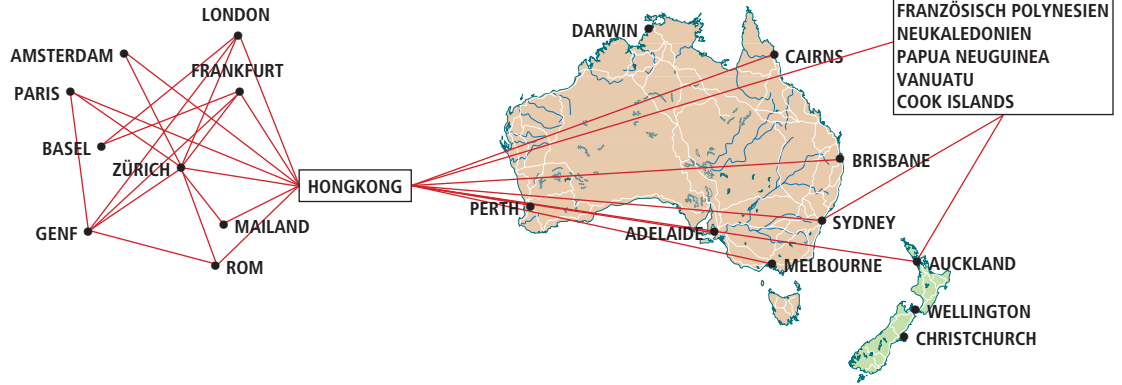 LONDON
AMSTERDAM
FRANKFURT
PARIS
BASEL
ZÜRICH
GENF
MAILAND
ROM
HONGKONG
DARWIN
CAIRNS
BRISBANE
PERTH
SYDNEY
ADELAIDE
MELBOURNE
FRANZÖSISCH POLYNESIEN
NEUKALEDONIEN
PAPUA NEUGUINEA
VANUATU
COOK ISLANDS
AUCKLAND
WELLINGTON
CHRISTCHURCH